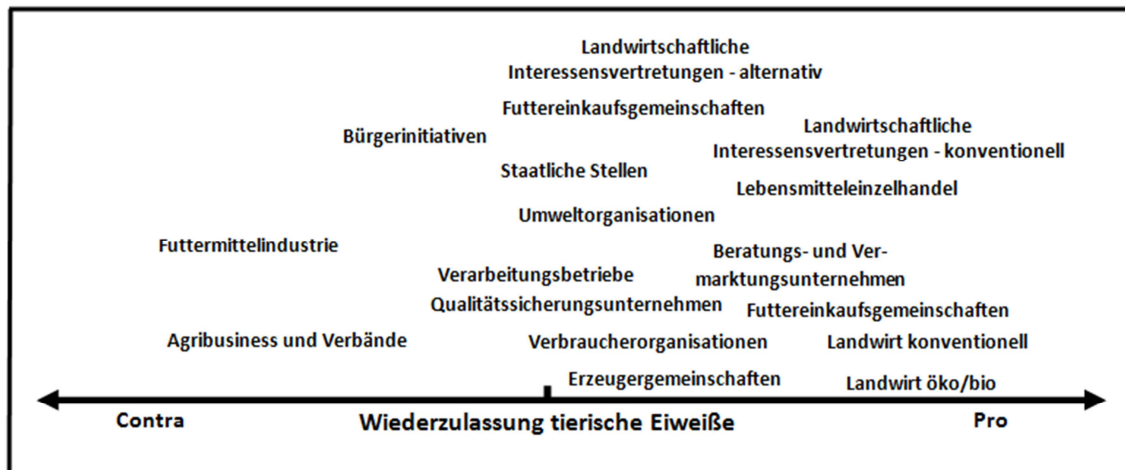 Landwirtschaftliche
Interessensvertretungen - alternativ
Futtereinkaufsgemeinschaften
Landwirtschaftliche
Bürgerinitiativen
Interessensvertretungen - konventionell
Staatliche Stellen
Lebensmitteleinzelhandel
Umweltorganisationen
Futtermittelindustrie
Beratungs- und Ver-
marktungsunternehmen
Verarbeitungsbetriebe
Qualitätssicherungsunternehmen
Futtereinkaufsgemeinschaften
Agribusiness und Verbände
Verbraucherorganisationen
Landwirt konventionell
Erzeugergemeinschaften
Landwirt öko/bio
Contra
Wiederzulassung tierische Eiweiße
Pro